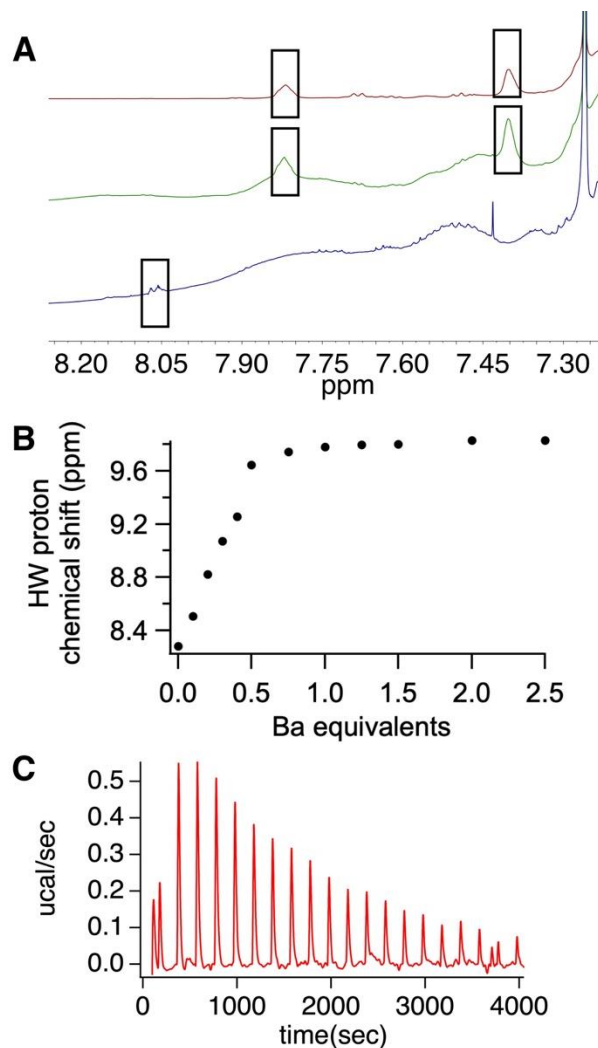 A
8.20 8.05 7.90 7.75 7.60 7.45 7.30
ppm
B
HW proton
chemical shift (ppm)
9.6
9.2
8.8
8.4
0.0 0.5 1.0 1.5 2.0 2.5
Ba equivalents
C
ucal/sec
0.5
0.4
0.3
0.2
0.1
0.0
0 1000 2000 3000 4000
time(sec)